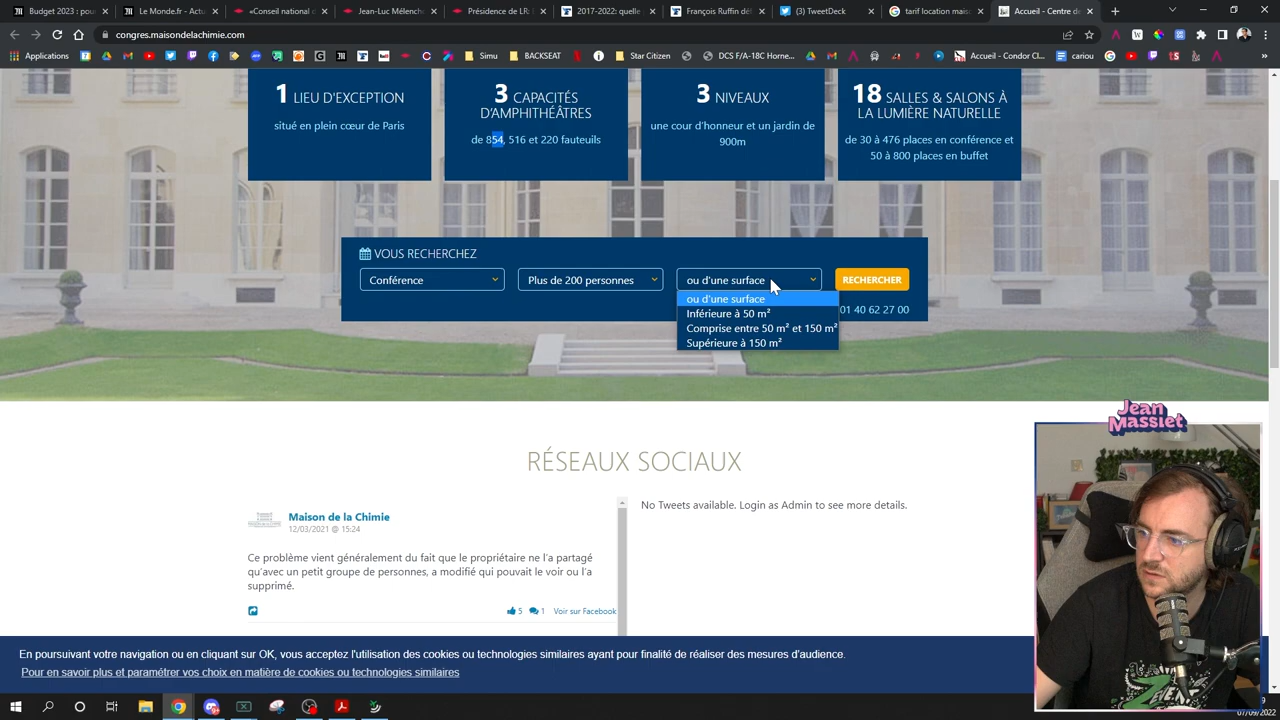 Budget 2023 : pou
Le Monde.fr - Actu
«Conseil national d
Jean-Luc Mélench
Présidence de LR: l
2017-2022: quelle
François Ruffin dé
(3) TweetDeck
tarif location maiso
Accueil - Centre de
congres.maisondelachimie.com
Applications
Simu
BACKSEAT
Star Citizen
DCS F/A-18C Horne...
Accueil - Condor Cl...
cariou
1 LIEU D'EXCEPTION
situé en plein cœur de Paris
3 CAPACITÉS
D'AMPHITHÉÂTRES
de 854, 516 et 220 fauteuils
3 NIVEAUX
une cour d'honneur et un jardin de
900m
18 SALLES & SALONS À
LA LUMIÈRE NATURELLE
de 30 à 476 places en conférence et
50 à 800 places en buffet
VOUS RECHERCHEZ
Conférence
Plus de 200 personnes
ou d'une surface
RECHERCHER
ou d'une surface
Inférieure à 50 m²
Comprise entre 50 m² et 150 m²
Supérieure à 150 m²
01 40 62 27 00
Jean
Massiet
RÉSEAUX SOCIAUX
Maison de la Chimie
12/03/2021 @ 15:24
No Tweets available. Login as Admin to see more details.
Ce problème vient généralement du fait que le propriétaire ne l'a partagé
qu'avec un petit groupe de personnes, a modifié qui pouvait le voir ou l'a
supprimé.
5
1
Voir sur Facebook
En poursuivant votre navigation ou en cliquant sur OK, vous acceptez l'utilisation des cookies ou technologies similaires ayant pour finalité de réaliser des mesures d'audience.
Pour en savoir plus et paramétrer vos choix en matière de cookies ou technologies similaires
07/09/2022